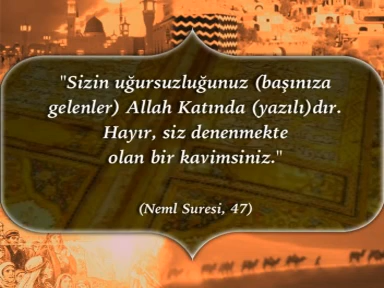 "Sizin uğursuzluğunuz (başınıza
gelenler) Allah Katında (yazılı)dır.
Hayır, siz denenmekte
olan bir kavimsiniz."
(Neml Suresi, 47)